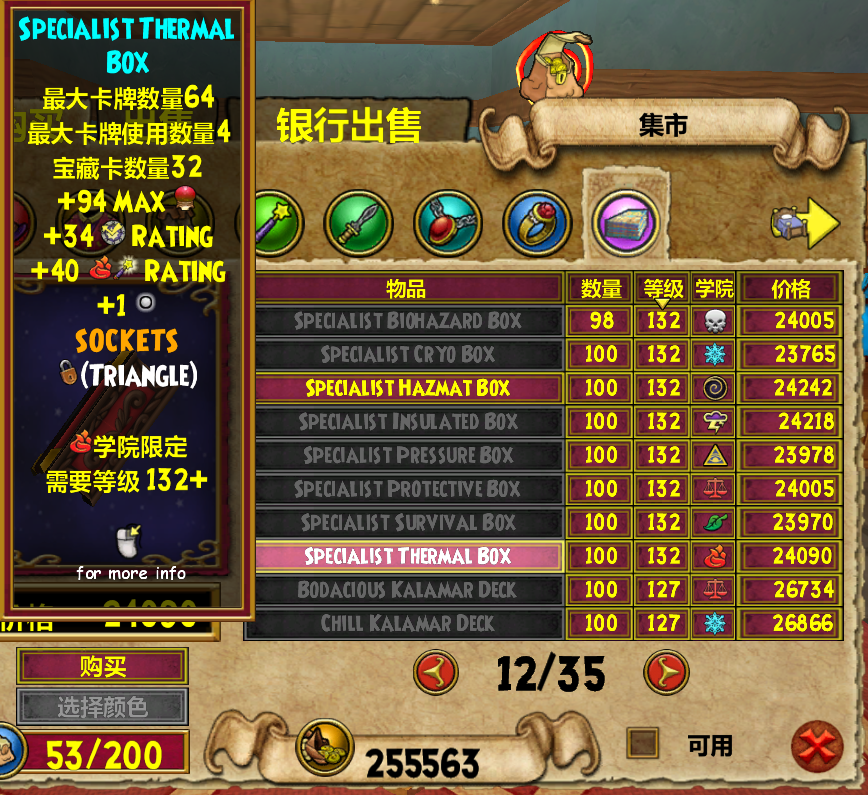 SPECIALIST THERMAL
BOX
最大卡牌数量64
最大卡牌使用数量4
宝藏卡数量32
+94 MAX
+34 RATING
+40 RATING
+1
SOCKETS
(TRIANGLE)
学院限定
需要等级 132+
for more info
银行出售
集市
物品 数量 等级 学院 价格
SPECIALIST BIOHAZARD BOX 98 132 24005
SPECIALIST CRYO BOX 100 132 23765
SPECIALIST HAZMAT BOX 100 132 24242
SPECIALIST INSULATED BOX 100 132 24218
SPECIALIST PRESSURE BOX 100 132 23978
SPECIALIST PROTECTIVE BOX 100 132 24005
SPECIALIST SURVIVAL BOX 100 132 23970
SPECIALIST THERMAL BOX 100 132 24090
BODACIOUS KALAMAR DECK 100 127 26734
CHILL KALAMAR DECK 100 127 26866
价格 24090
购买
12/35
选择颜色
53/200
255563
可用